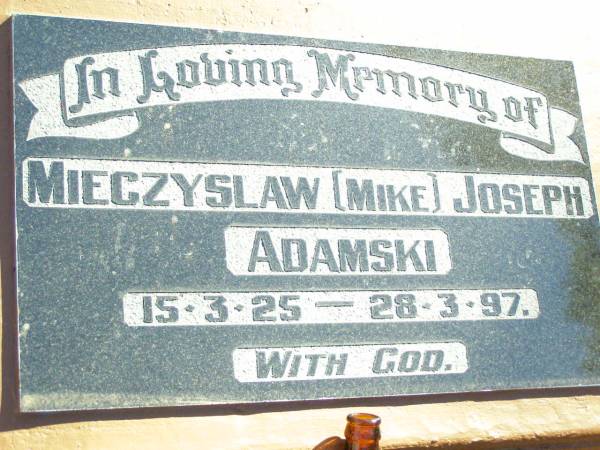 In Loving Memory of
MIECZYSLAW (MIKE) JOSEPH
ADAMSKI
15·3·25 — 28·3·97.
WITH GOD.